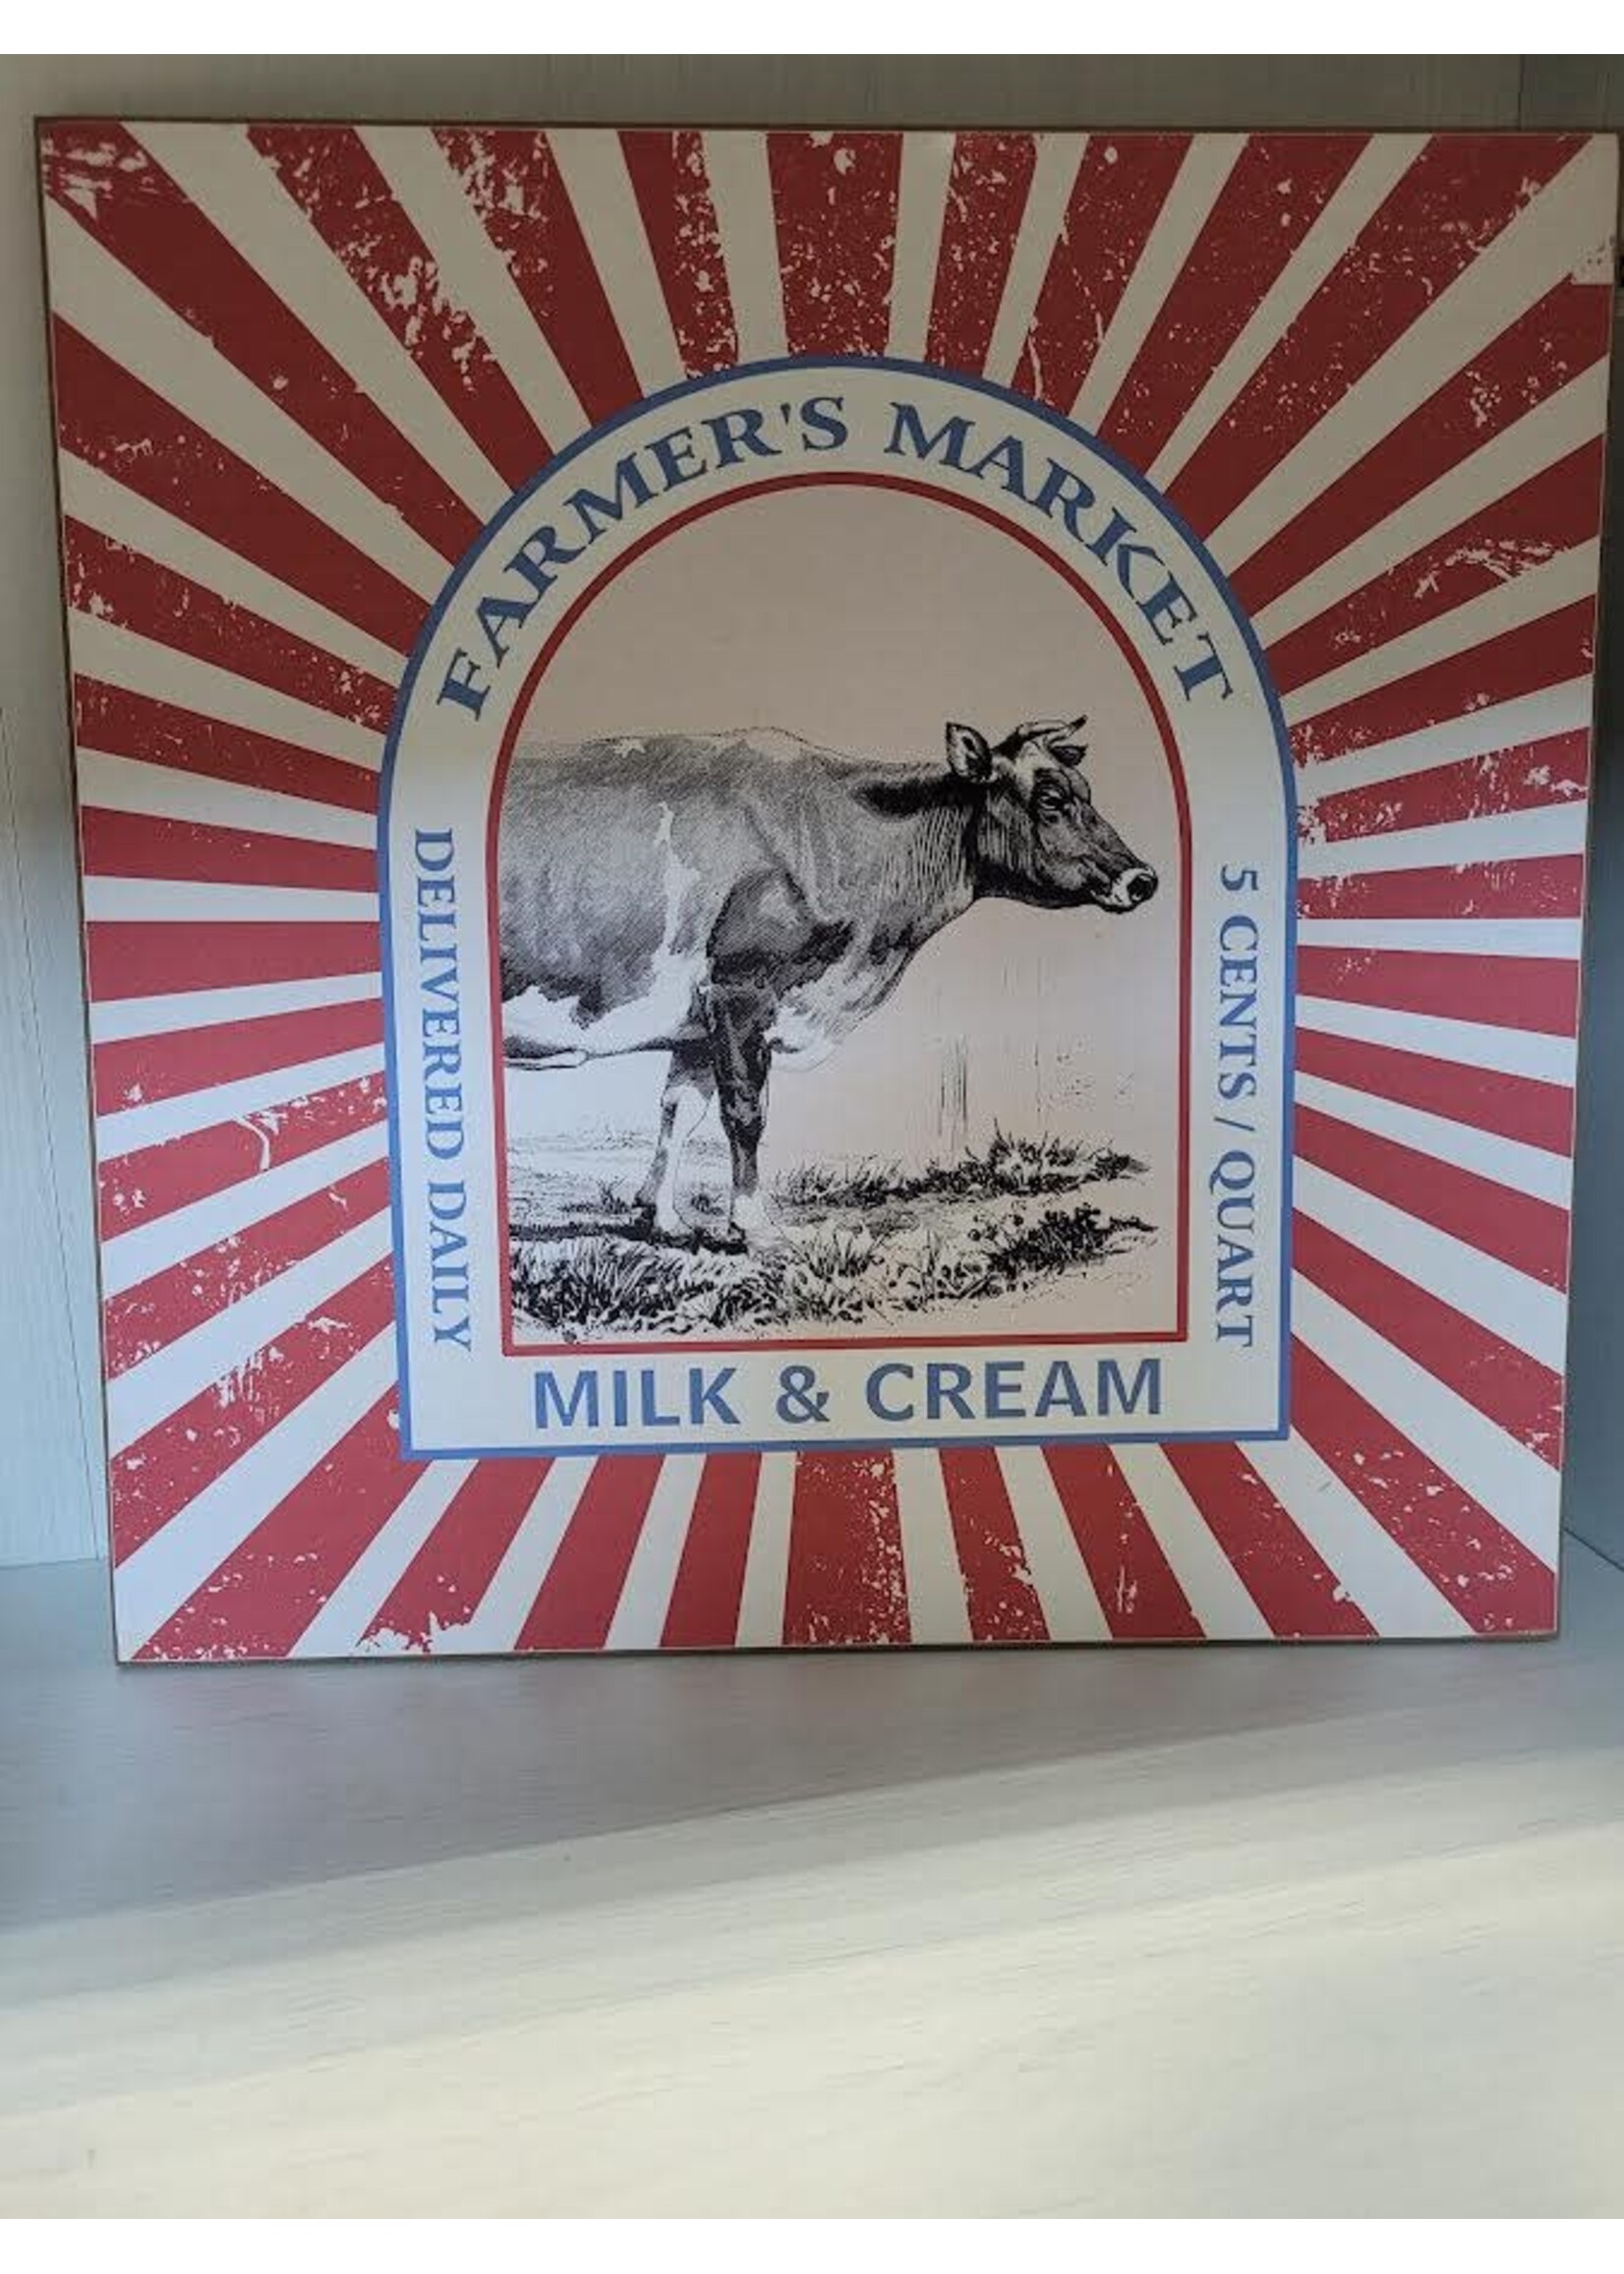 FARMER'S MARKET
DELIVERED DAILY
5 CENTS / QUART
MILK & CREAM